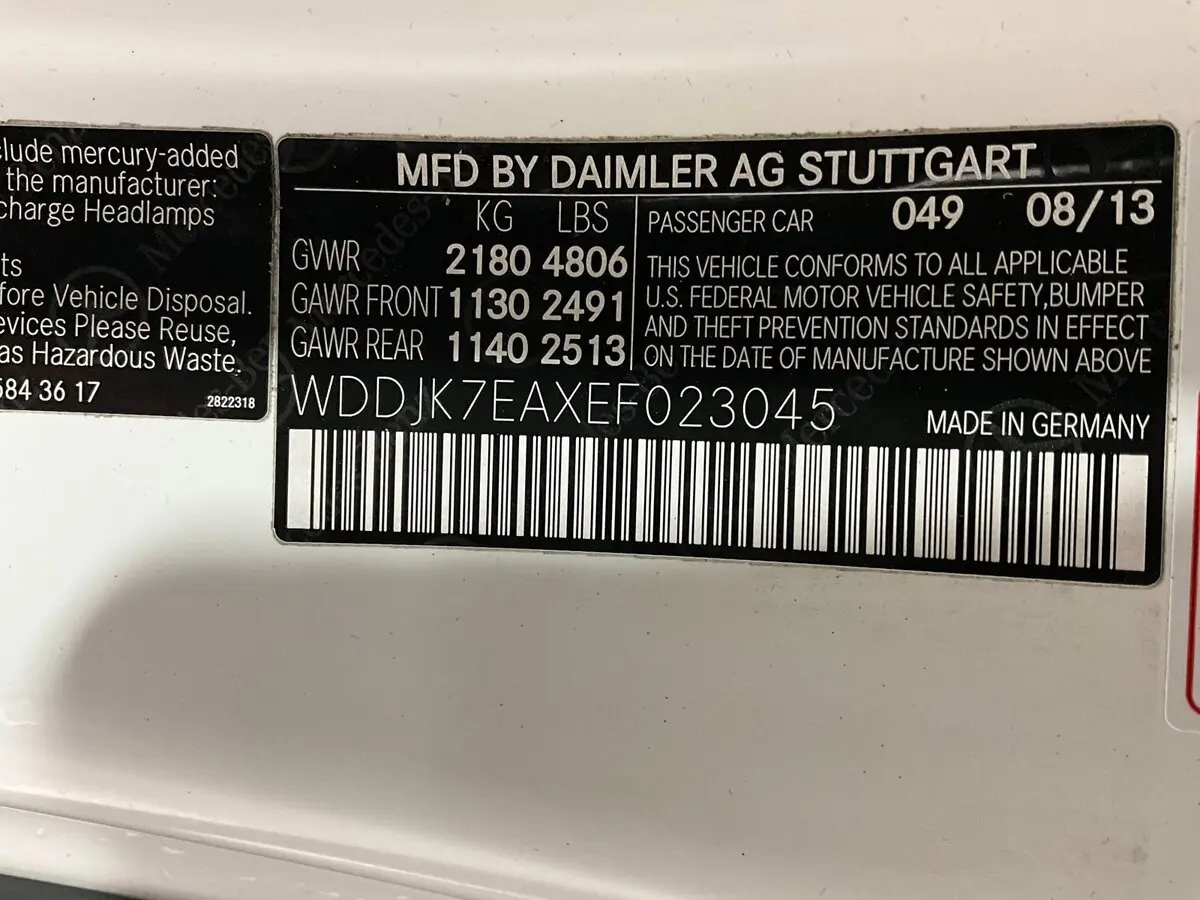 clude mercury-added
the manufacturer:
charge Headlamps
ts
fore Vehicle Disposal.
evices Please Reuse,
as Hazardous Waste.
584 36 17
2822318
MFD BY DAIMLER AG STUTTGART
KG LBS
GVWR 2180 4806
GAWR FRONT 1130 2491
GAWR REAR 1140 2513
PASSENGER CAR 049 08/13
THIS VEHICLE CONFORMS TO ALL APPLICABLE
U.S. FEDERAL MOTOR VEHICLE SAFETY,BUMPER
AND THEFT PREVENTION STANDARDS IN EFFECT
ON THE DATE OF MANUFACTURE SHOWN ABOVE
WDDJK7EAXEF023045
MADE IN GERMANY